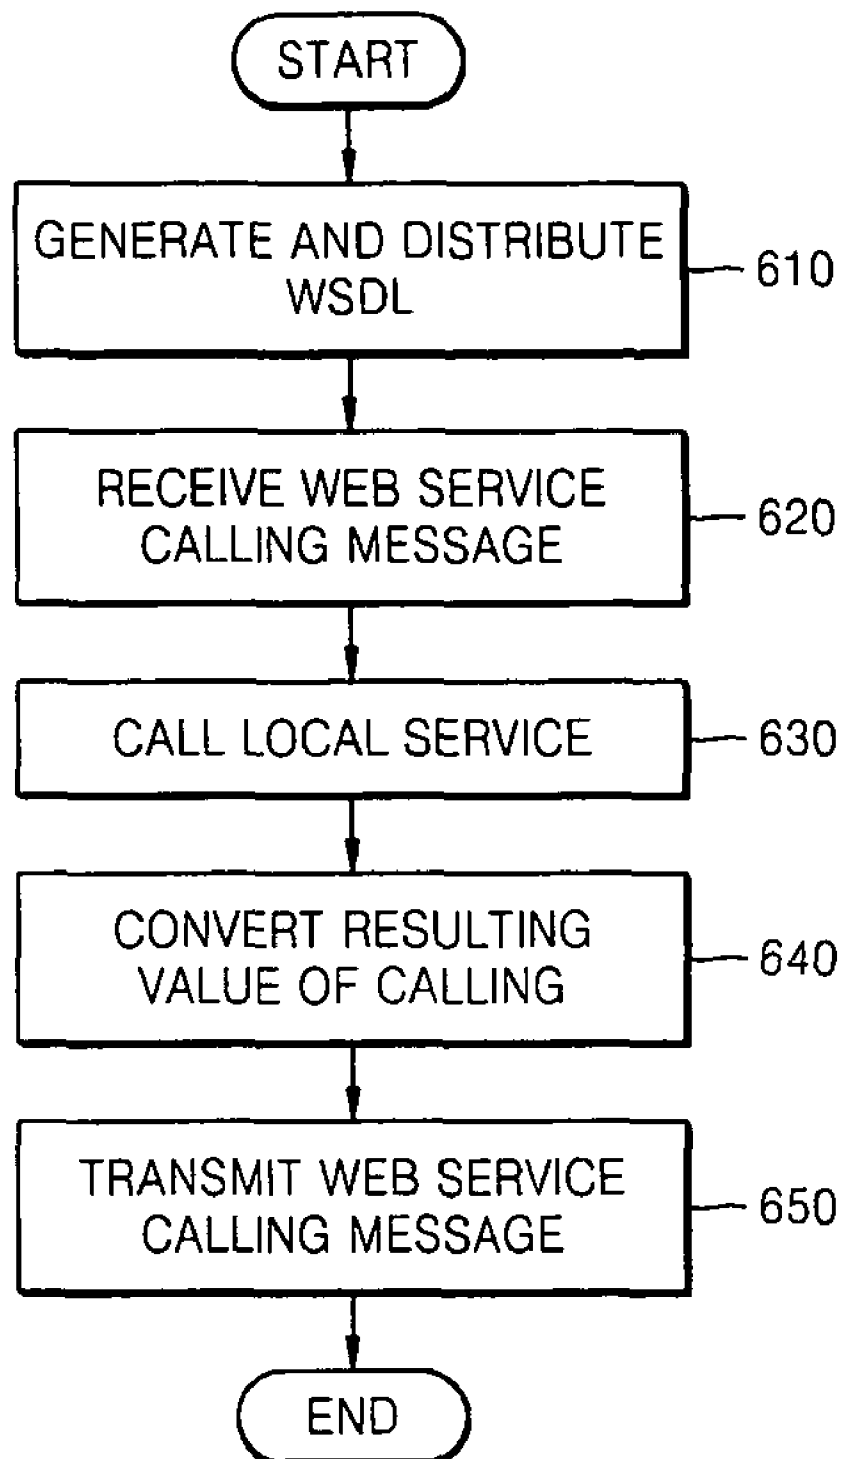 START
GENERATE AND DISTRIBUTE
WSDL
610
RECEIVE WEB SERVICE
CALLING MESSAGE
620
CALL LOCAL SERVICE
630
CONVERT RESULTING
VALUE OF CALLING
640
TRANSMIT WEB SERVICE
CALLING MESSAGE
650
END